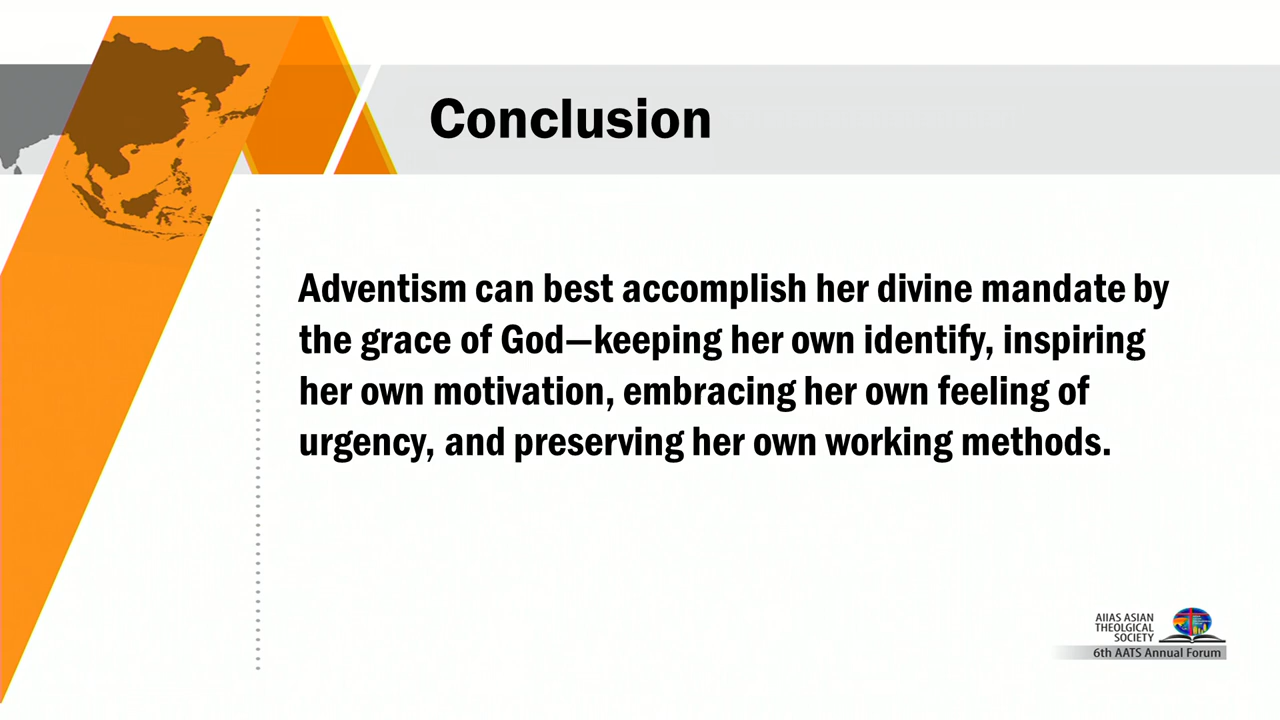 Conclusion
Adventism can best accomplish her divine mandate by
the grace of God—keeping her own identify, inspiring
her own motivation, embracing her own feeling of
urgency, and preserving her own working methods.
AIIAS ASIAN
THEOLGICAL
SOCIETY
6th AATS Annual Forum